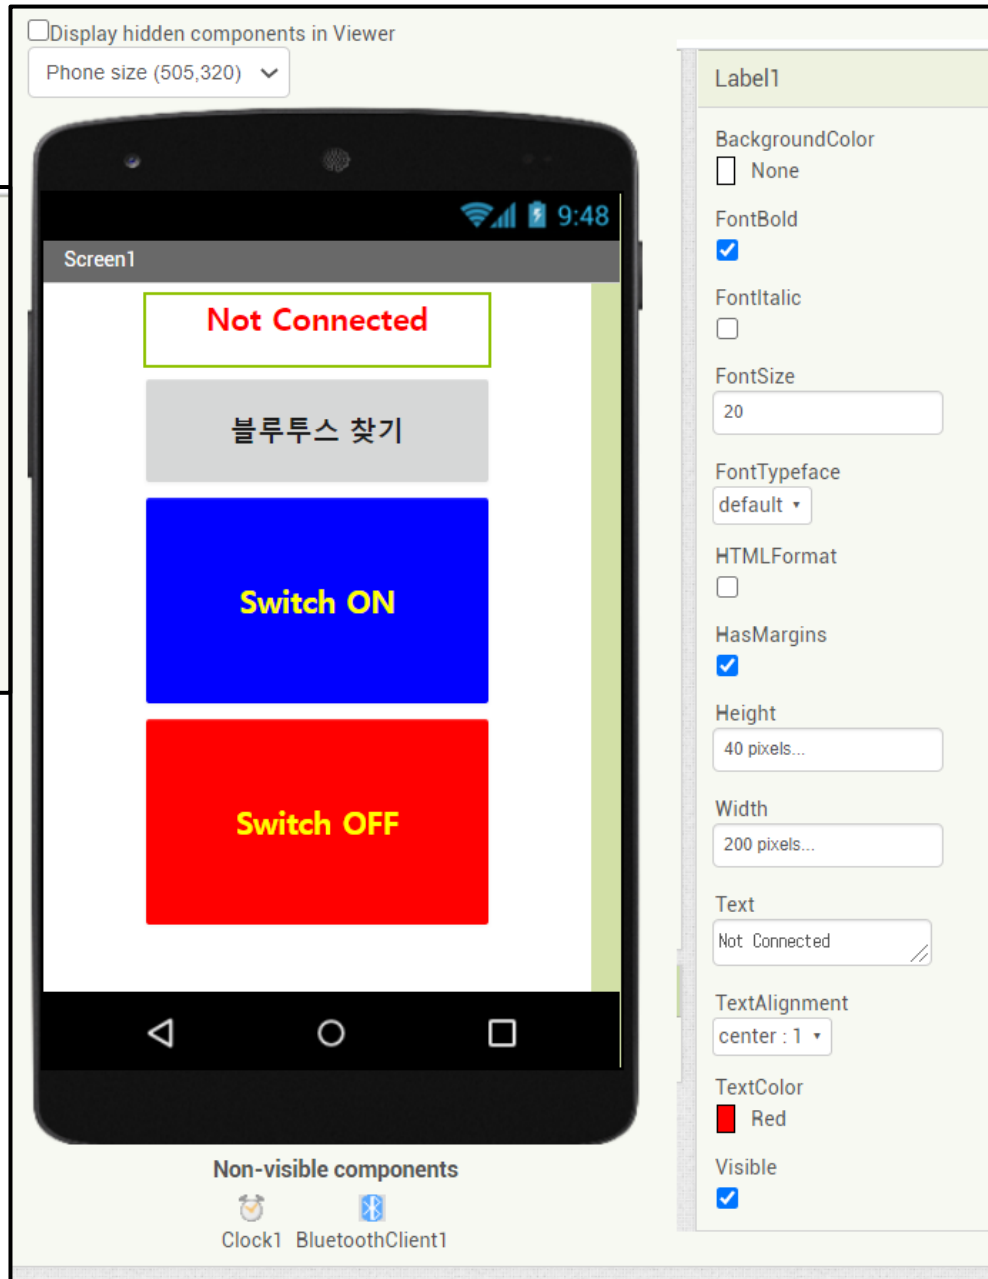 Display hidden components in Viewer
Phone size (505,320)
9:48
Screen1
Not Connected
블루투스 찾기
Switch ON
Switch OFF
Non-visible components
Clock1 BluetoothClient1
Label1
BackgroundColor
None
FontBold
FontItalic
FontSize
20
FontTypeface
default
HTMLFormat
HasMargins
Height
40 pixels...
Width
200 pixels...
Text
Not Connected
TextAlignment
center : 1
TextColor
Red
Visible